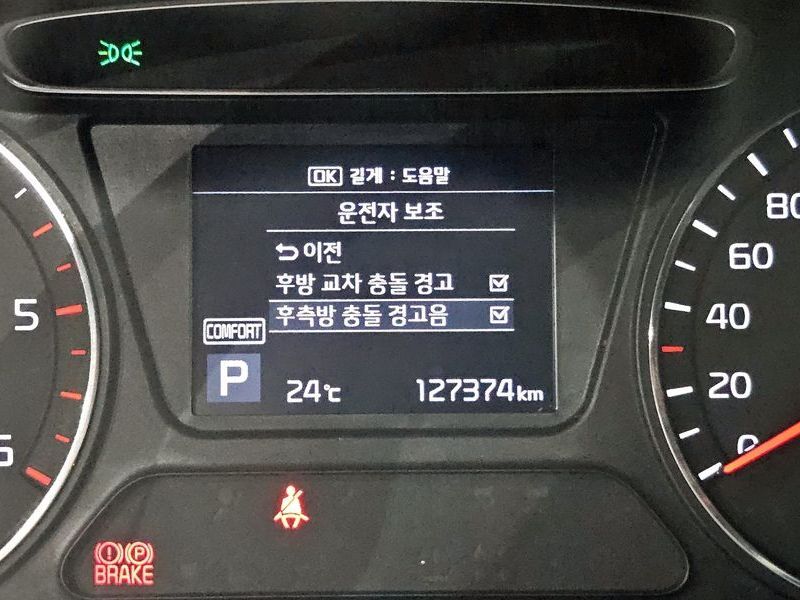 OK 길게 : 도움말
운전자 보조
이전
후방 교차 충돌 경고
후측방 충돌 경고음
COMFORT
P 24℃ 127374km
5
80
60
40
20
0
P
BRAKE